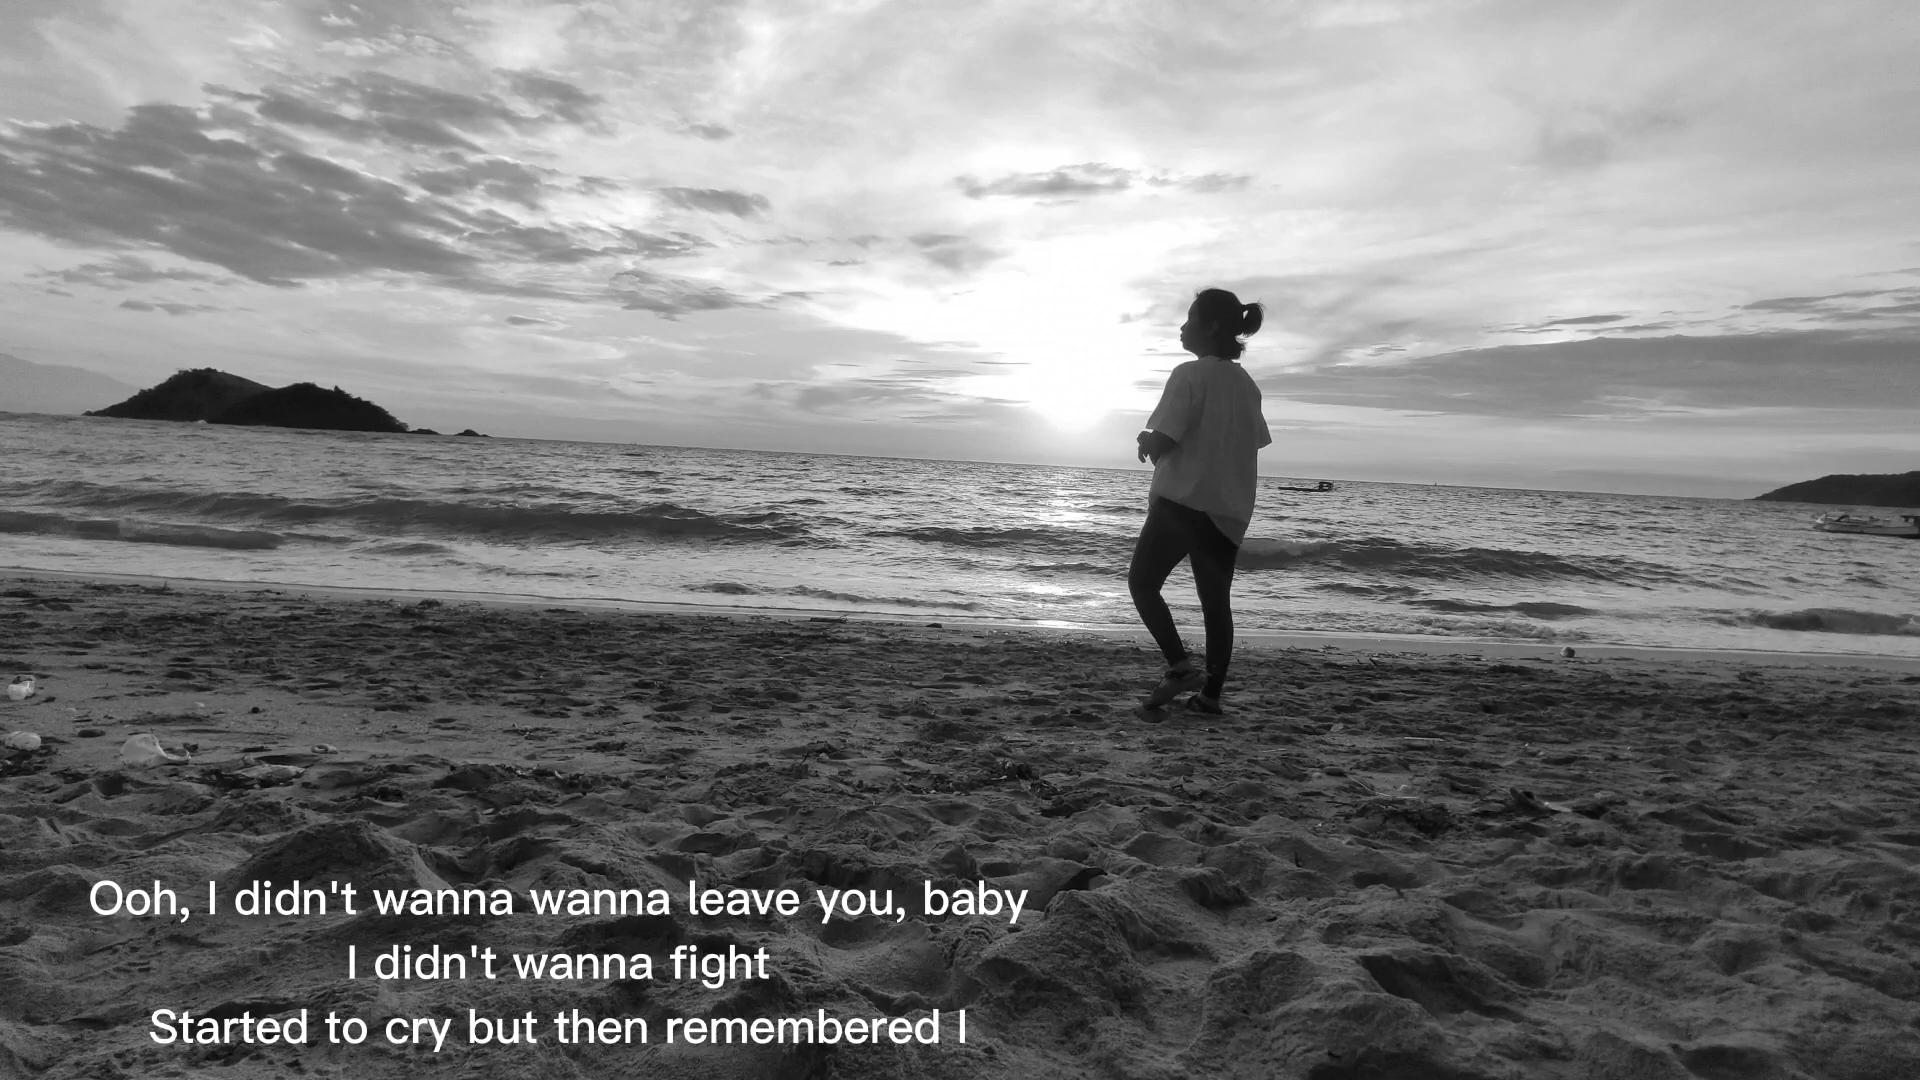 Ooh, I didn't wanna wanna leave you, baby
I didn't wanna fight
Started to cry but then remembered I